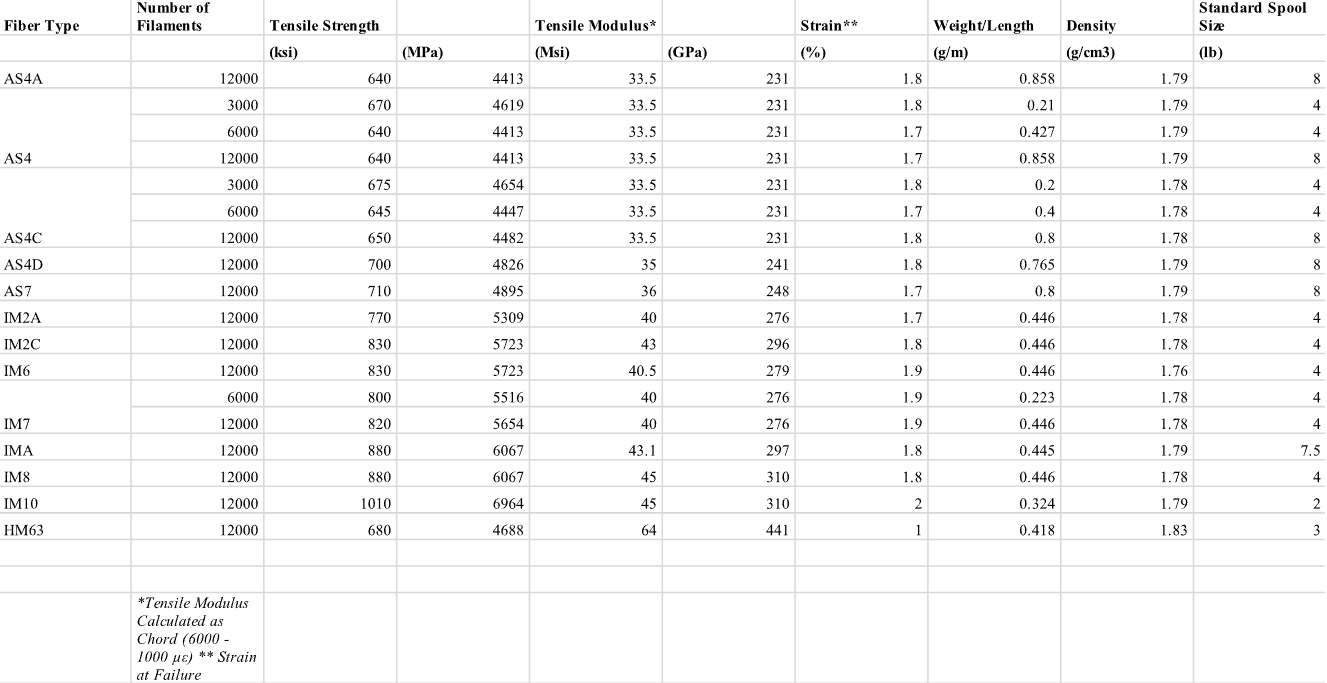 Fiber Type Number of Filaments Tensile Strength Tensile Modulus* Strain** Weight/Length Density Standard Spool Size
(ksi) (MPa) (Msi) (GPa) (%) (g/m) (g/cm3) (lb)
AS4A 12000 640 4413 33.5 231 1.8 0.858 1.79 8
3000 670 4619 33.5 231 1.8 0.21 1.79 4
6000 640 4413 33.5 231 1.7 0.427 1.79 4
AS4 12000 640 4413 33.5 231 1.7 0.858 1.79 8
3000 675 4654 33.5 231 1.8 0.2 1.78 4
6000 645 4447 33.5 231 1.7 0.4 1.78 4
AS4C 12000 650 4482 33.5 231 1.8 0.8 1.78 8
AS4D 12000 700 4826 35 241 1.8 0.765 1.79 8
AS7 12000 710 4895 36 248 1.7 0.8 1.79 8
IM2A 12000 770 5309 40 276 1.7 0.446 1.78 4
IM2C 12000 830 5723 43 296 1.8 0.446 1.78 4
IM6 12000 830 5723 40.5 279 1.9 0.446 1.76 4
6000 800 5516 40 276 1.9 0.223 1.78 4
IM7 12000 820 5654 40 276 1.9 0.446 1.78 4
IMA 12000 880 6067 43.1 297 1.8 0.445 1.79 7.5
IM8 12000 880 6067 45 310 1.8 0.446 1.78 4
IM10 12000 1010 6964 45 310 2 0.324 1.79 2
HM63 12000 680 4688 64 441 1 0.418 1.83 3
*Tensile Modulus
Calculated as
Chord (6000 -
1000 με) ** Strain
at Failure